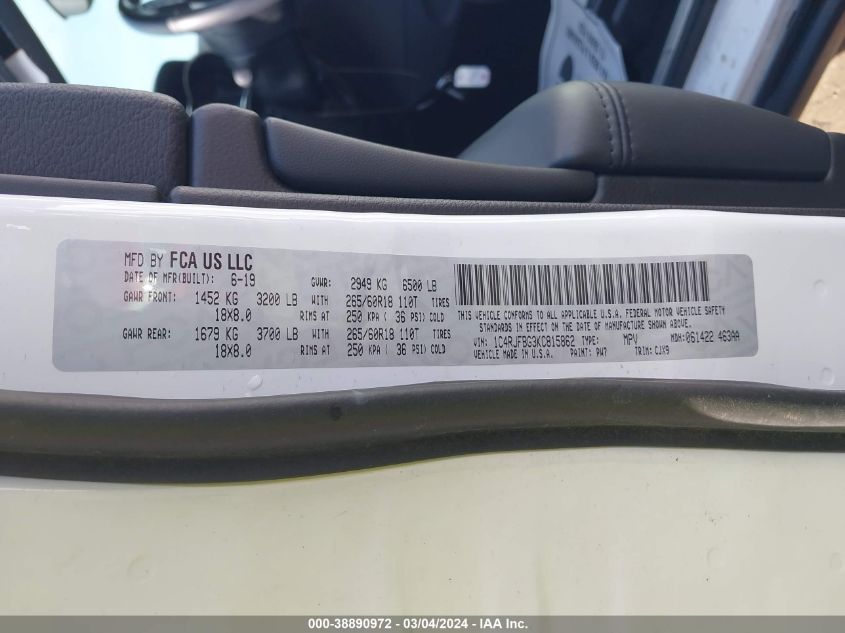 MFD BY FCA US LLC
DATE OF MFR(BUILT): 6-19 GVWR: 2949 KG 6500 LB
GAWR FRONT: 1452 KG 3200 LB WITH 265/60R18 110T TIRES
18X8.0 RIMS AT 250 KPA ( 36 PSI) COLD
GAWR REAR: 1679 KG 3700 LB WITH 265/60R18 110T TIRES
18X8.0 RIMS AT 250 KPA ( 36 PSI) COLD
THIS VEHICLE CONFORMS TO ALL APPLICABLE U.S.A. FEDERAL MOTOR VEHICLE SAFETY
STANDARDS IN EFFECT ON THE DATE OF MANUFACTURE SHOWN ABOVE.
VIN: 1C4RJFBG3KC815862 TYPE: MPV MDH: 061422 463AA
VEHICLE MADE IN U.S.A. PAINT: PW7 TRIM: CJX9
000-38890972 - 03/04/2024 - IAA Inc.